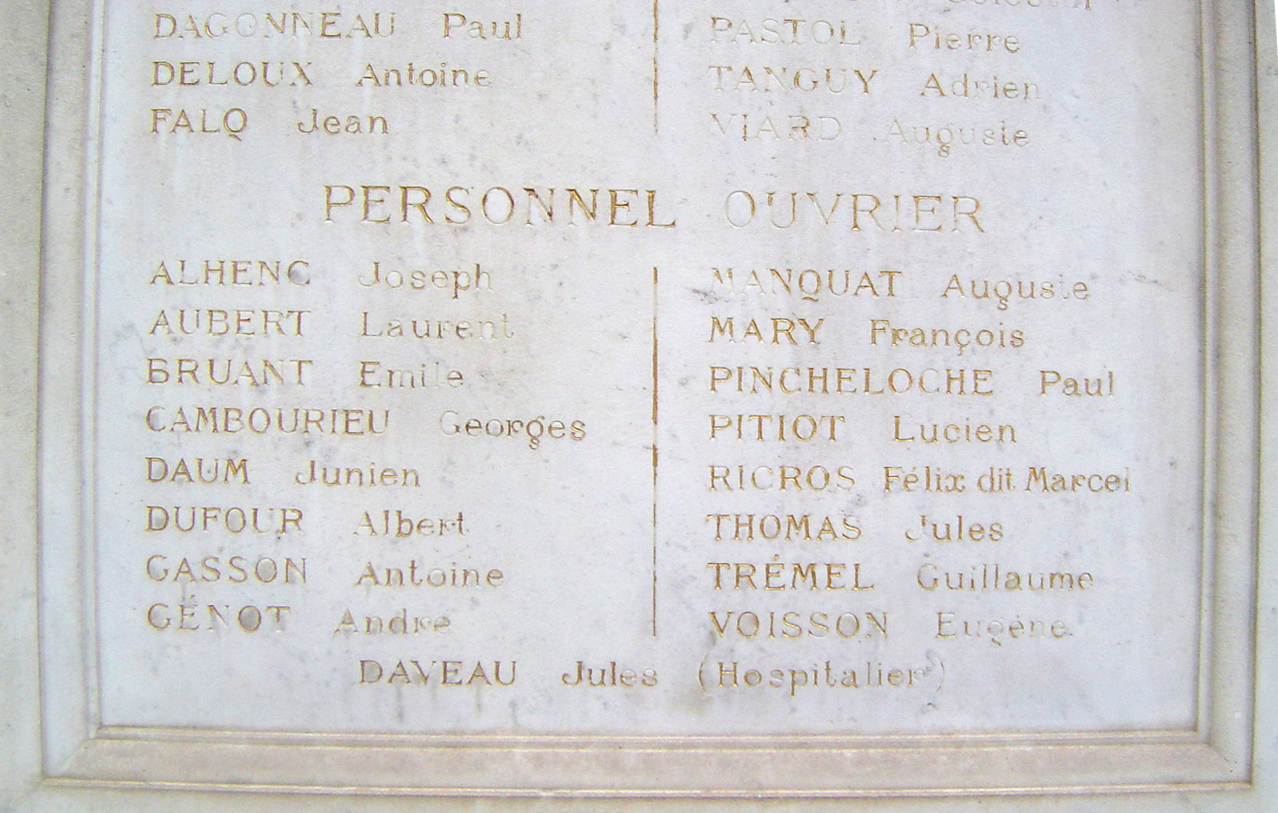 DAGONNEAU Paul
DELOUX Antoine
FALQ Jean
PASTOL Pierre
TANGUY Adrien
VIARD Auguste
PERSONNEL OUVRIER
ALHENC Joseph
AUBERT Laurent
BRUANT Emile
CAMBOURIEU Georges
DAUM Junien
DUFOUR Albert
GASSON Antoine
GÉNOT André
MANQUAT Auguste
MARY François
PINCHELOCHE Paul
PITIOT Lucien
RICROS Félix dit Marcel
THOMAS Jules
TRÉMEL Guillaume
VOISSON Eugène
DAVEAU Jules (Hospitalier)